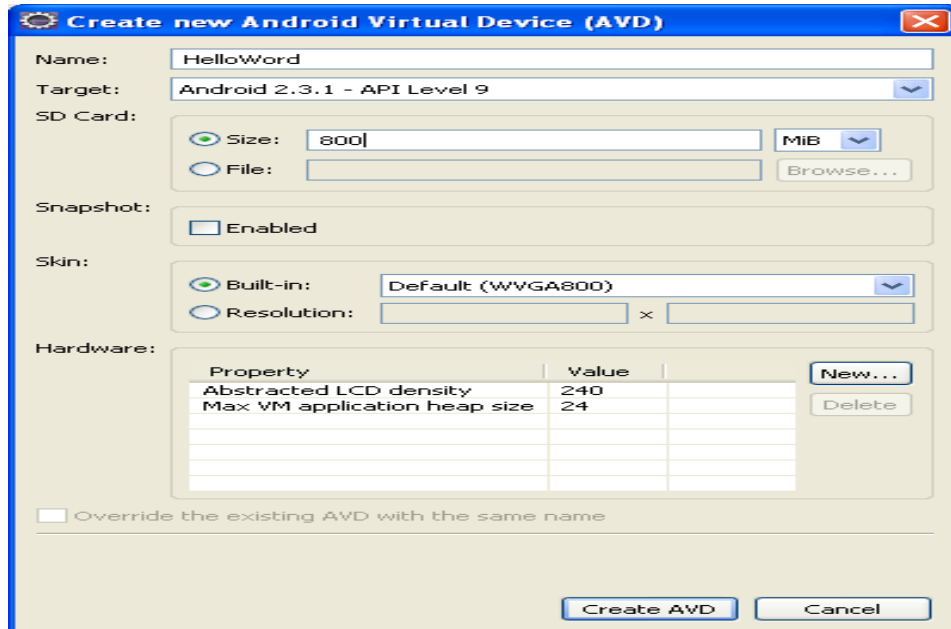 Create new Android Virtual Device (AVD)
Name: HelloWord
Target: Android 2.3.1 - API Level 9
SD Card:
Size: 800 MiB
File: Browse...
Snapshot:
Enabled
Skin:
Built-in: Default (WVGA800)
Resolution: x
Hardware:
Property Value New...
Abstracted LCD density 240
Max VM application heap size 24 Delete
Override the existing AVD with the same name
Create AVD Cancel